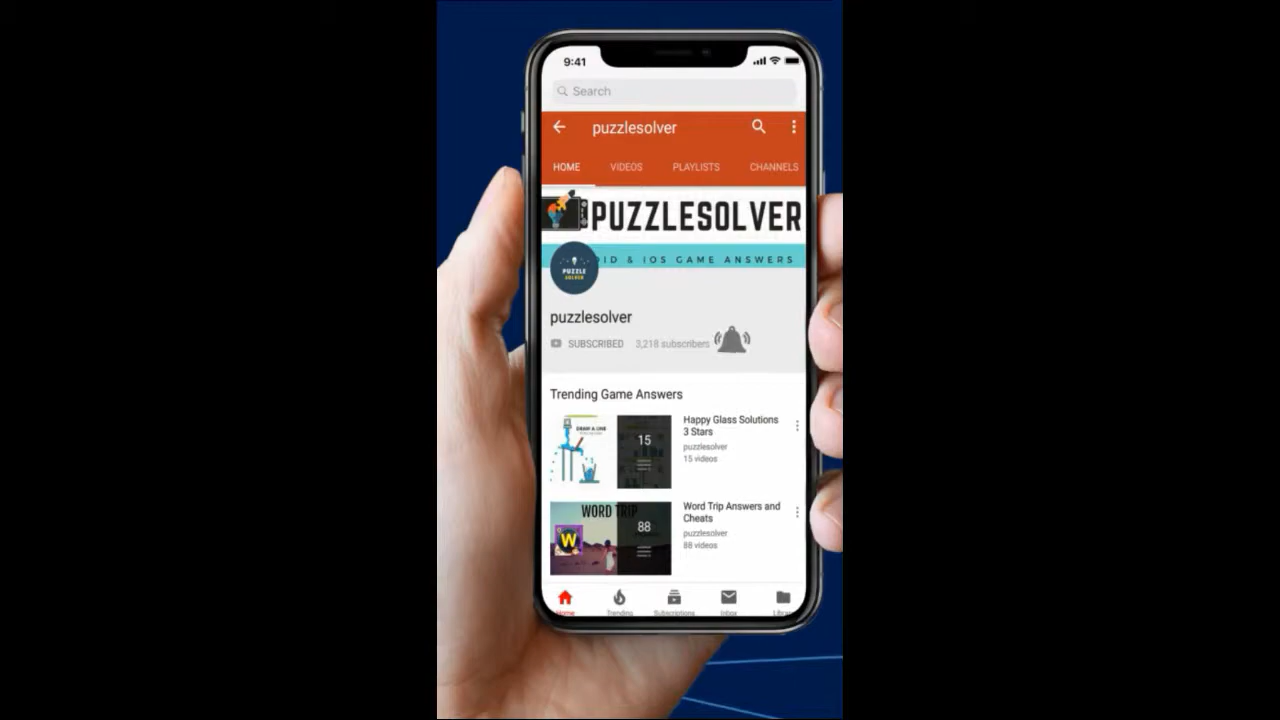 9:41
Search
puzzlesolver
HOME VIDEOS PLAYLISTS CHANNELS
PUZZLESOLVER
OID & IOS GAME ANSWERS
PUZZLE
SOLVER
puzzlesolver
SUBSCRIBED 3,218 subscribers
Trending Game Answers
DRAW A LINE
15
Happy Glass Solutions
3 Stars
puzzlesolver
15 videos
WORD TRIP
W
88
Word Trip Answers and
Cheats
puzzlesolver
88 videos
Home Trending Subscriptions Inbox Library